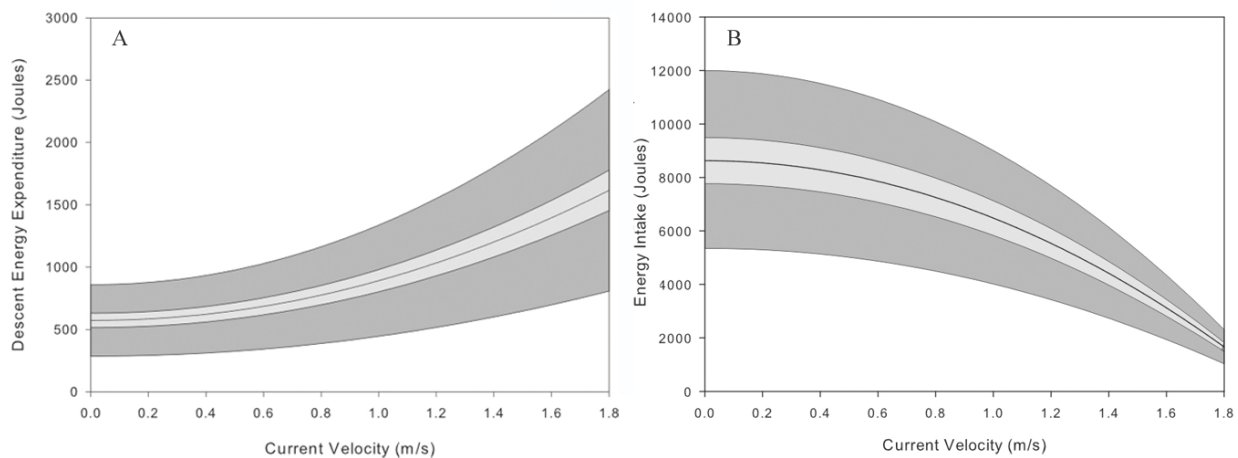 A
3000
2500
2000
1500
1000
500
0
Descent Energy Expenditure (Joules)
0.0 0.2 0.4 0.6 0.8 1.0 1.2 1.4 1.6 1.8
Current Velocity (m/s)
B
14000
12000
10000
8000
6000
4000
2000
0
Energy Intake (Joules)
0.0 0.2 0.4 0.6 0.8 1.0 1.2 1.4 1.6 1.8
Current Velocity (m/s)